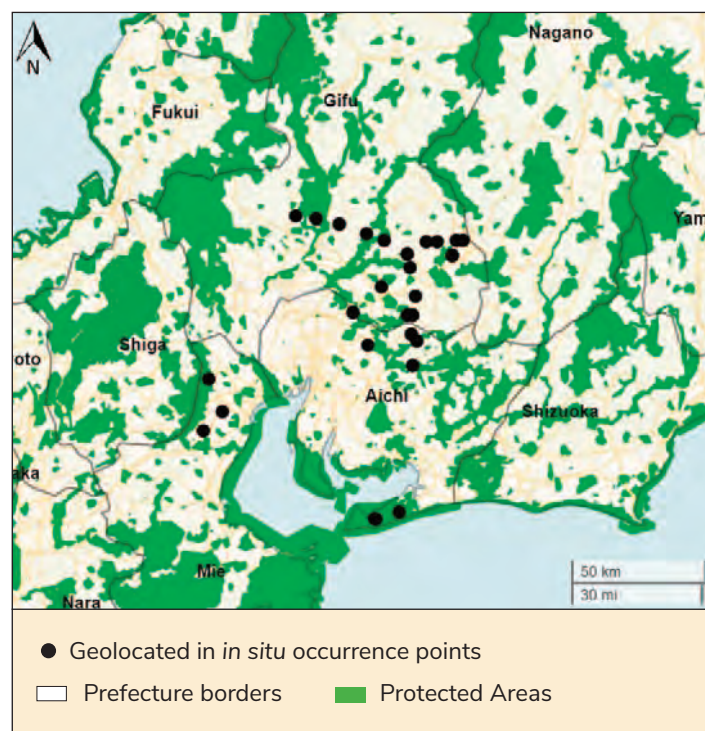 N
Nagano
Gifu
Fukui
Yam
Shiga
oto
Aichi
Shizuoka
aka
Mie
50 km
30 mi
Nara
Geolocated in in situ occurrence points
Prefecture borders Protected Areas